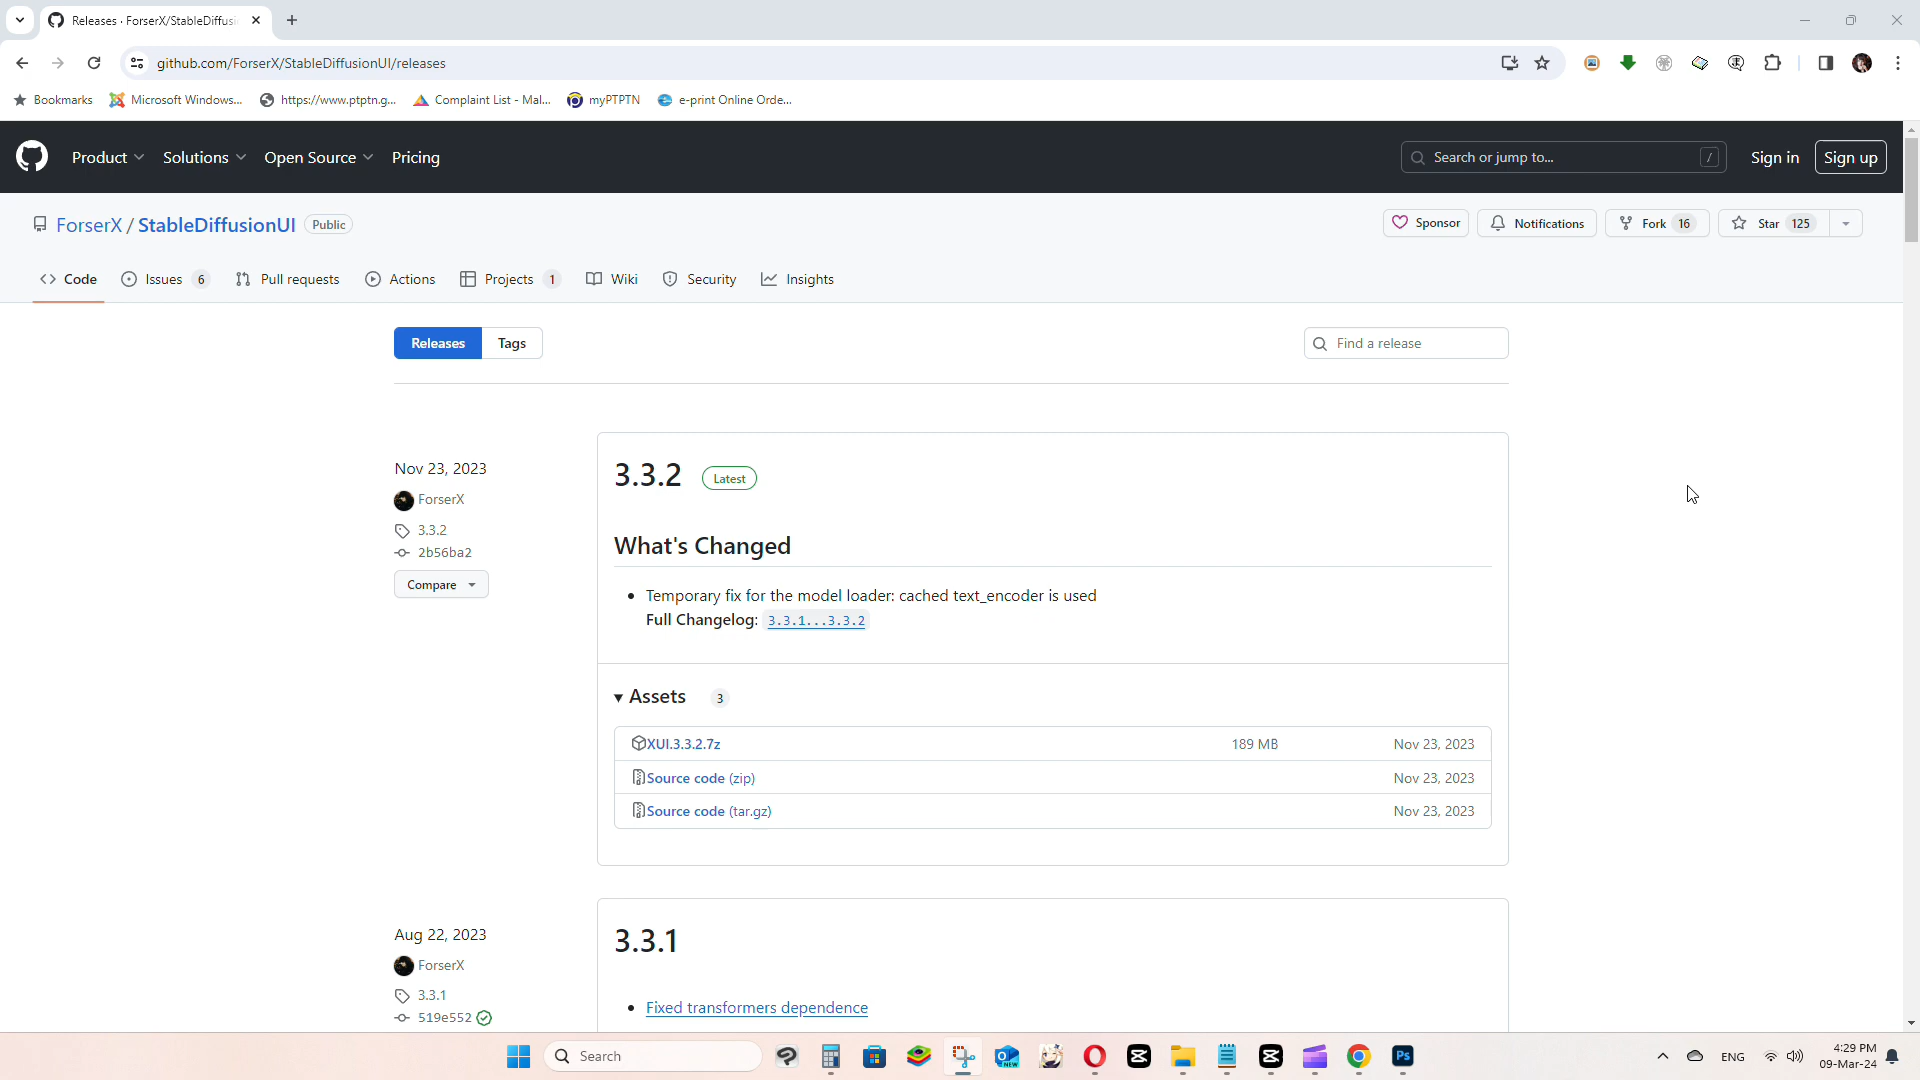 Releases · ForserX/StableDiffusi
github.com/ForserX/StableDiffusionUI/releases
Bookmarks
Microsoft Windows...
https://www.ptptn.g...
Complaint List - Mal...
myPTPTN
e-print Online Orde...
Product
Solutions
Open Source
Pricing
Search or jump to...
/
Sign in
Sign up
ForserX / StableDiffusionUI
Public
Sponsor
Notifications
Fork 16
Star 125
Code
Issues 6
Pull requests
Actions
Projects 1
Wiki
Security
Insights
Releases
Tags
Find a release
Nov 23, 2023
ForserX
3.3.2
2b56ba2
Compare
3.3.2
Latest
What's Changed
Temporary fix for the model loader: cached text_encoder is used
Full Changelog: 3.3.1...3.3.2
Assets 3
XUI.3.3.2.7z 189 MB Nov 23, 2023
Source code (zip) Nov 23, 2023
Source code (tar.gz) Nov 23, 2023
Aug 22, 2023
ForserX
3.3.1
519e552
3.3.1
Fixed transformers dependence
Search
NEW
Ps
ENG
4:29 PM
09-Mar-24